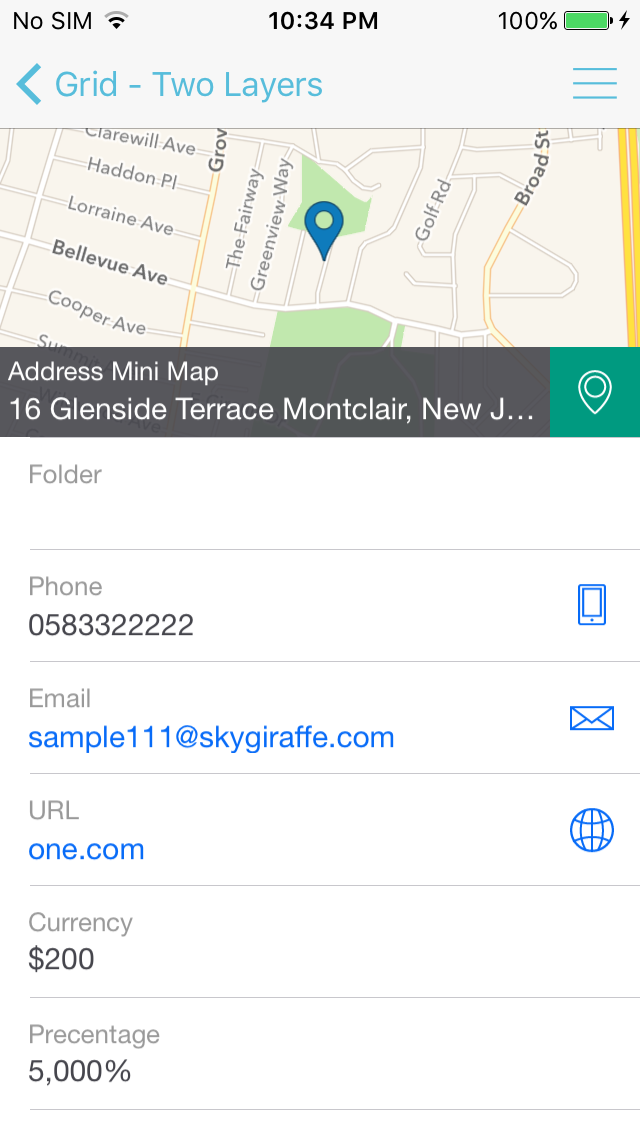 No SIM 10:34 PM 100%
Grid - Two Layers
Clarewill Ave
Grov
Broad St
Haddon Pl
The Fairway
Greenview Way
Golf Rd
Lorraine Ave
Bellevue Ave
Cooper Ave
Summit A
Address Mini Map
16 Glenside Terrace Montclair, New J...
Folder
Phone
0583322222
Email
sample111@skygiraffe.com
URL
one.com
Currency
$200
Precentage
5,000%